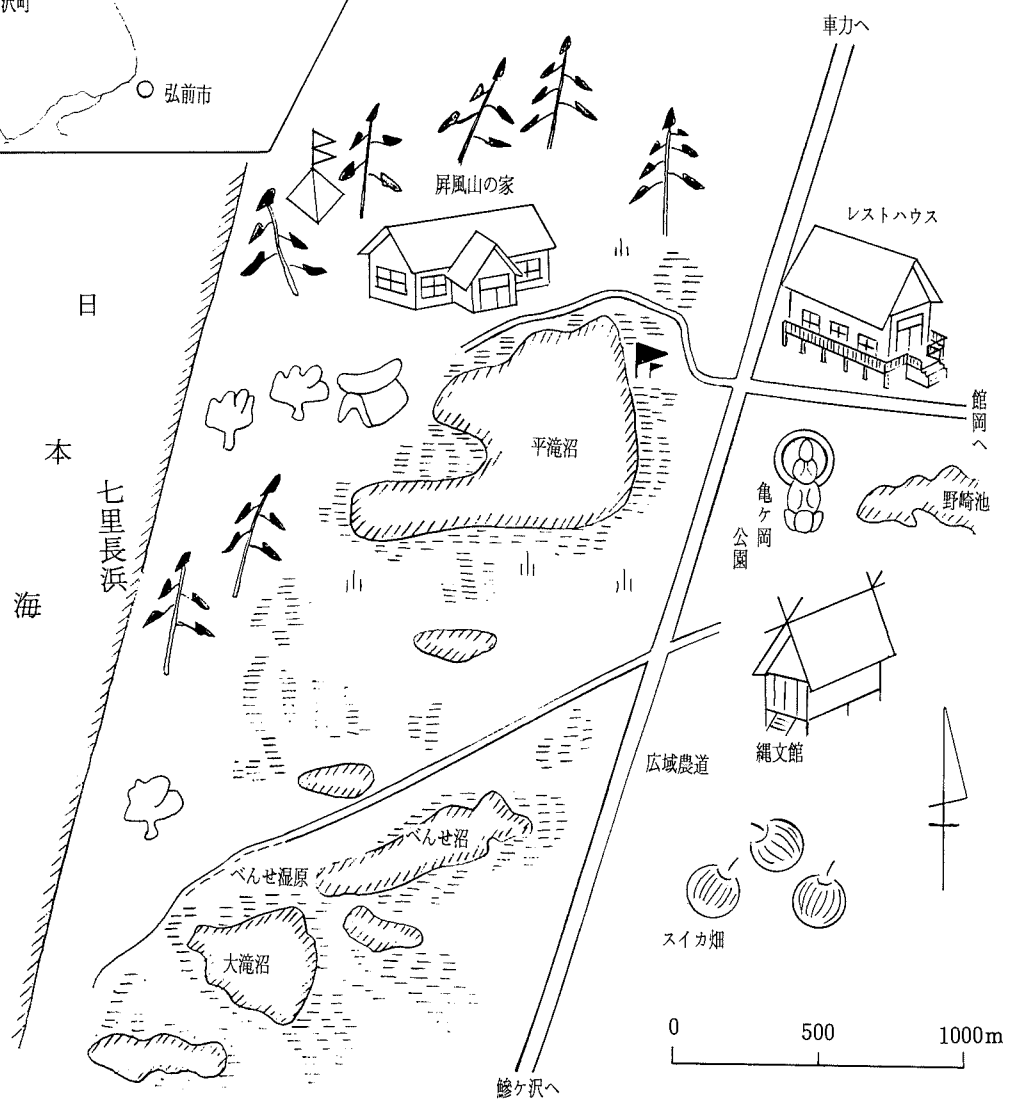 沢町
弘前市
車力へ
屏風山の家
レストハウス
日本海
七里長浜
平滝沼
館岡へ
亀ヶ岡
公園
野崎池
縄文館
広域農道
べんせ沼
べんせ湿原
スイカ畑
大滝沼
0 500 1000m
鰺ケ沢へ